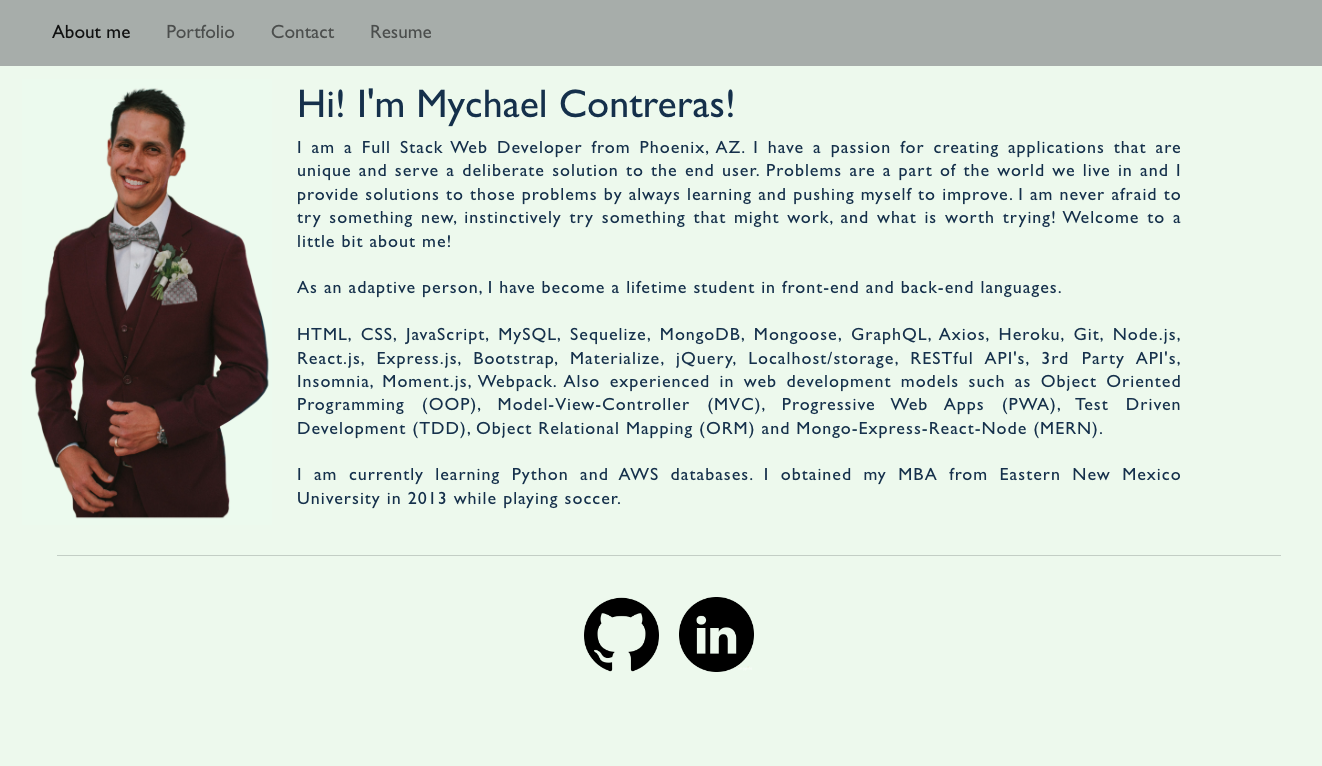 About me Portfolio Contact Resume
Hi! I'm Mychael Contreras!
I am a Full Stack Web Developer from Phoenix, AZ. I have a passion for creating applications that are
unique and serve a deliberate solution to the end user. Problems are a part of the world we live in and I
provide solutions to those problems by always learning and pushing myself to improve. I am never afraid to
try something new, instinctively try something that might work, and what is worth trying! Welcome to a
little bit about me!
As an adaptive person, I have become a lifetime student in front-end and back-end languages.
HTML, CSS, JavaScript, MySQL, Sequelize, MongoDB, Mongoose, GraphQL, Axios, Heroku, Git, Node.js,
React.js, Express.js, Bootstrap, Materialize, jQuery, Localhost/storage, RESTful API's, 3rd Party API's,
Insomnia, Moment.js, Webpack. Also experienced in web development models such as Object Oriented
Programming (OOP), Model-View-Controller (MVC), Progressive Web Apps (PWA), Test Driven
Development (TDD), Object Relational Mapping (ORM) and Mongo-Express-React-Node (MERN).
I am currently learning Python and AWS databases. I obtained my MBA from Eastern New Mexico
University in 2013 while playing soccer.
in